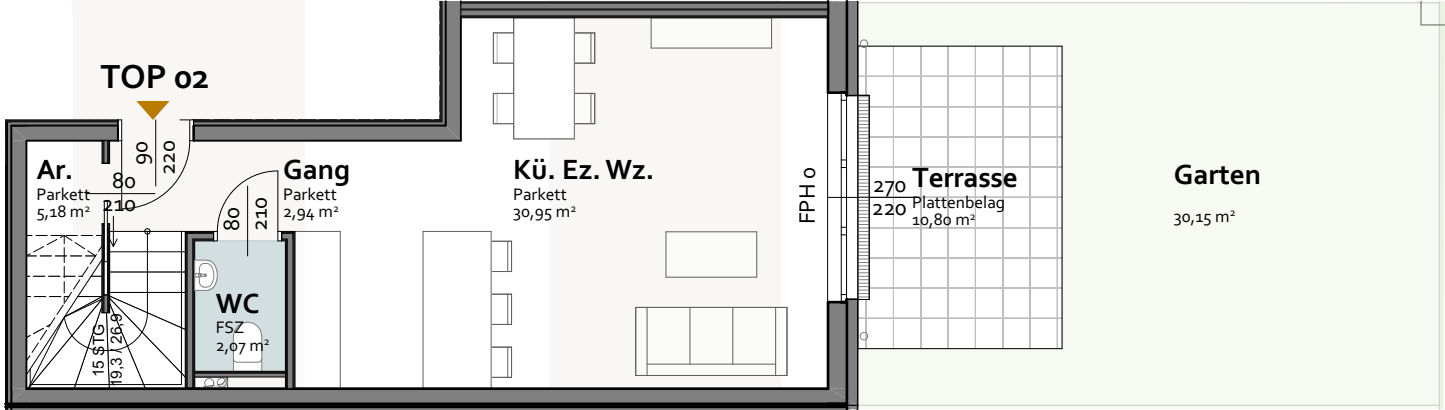 TOP 02
90
220
Ar.
Parkett
5,18 m²
80
210
Gang
Parkett
2,94 m²
80
210
Kü. Ez. Wz.
Parkett
30,95 m²
FPH 0
270
220
Terrasse
Plattenbelag
10,80 m²
Garten
30,15 m²
WC
FSZ
2,07 m²
15 STG
19,3 / 26,9